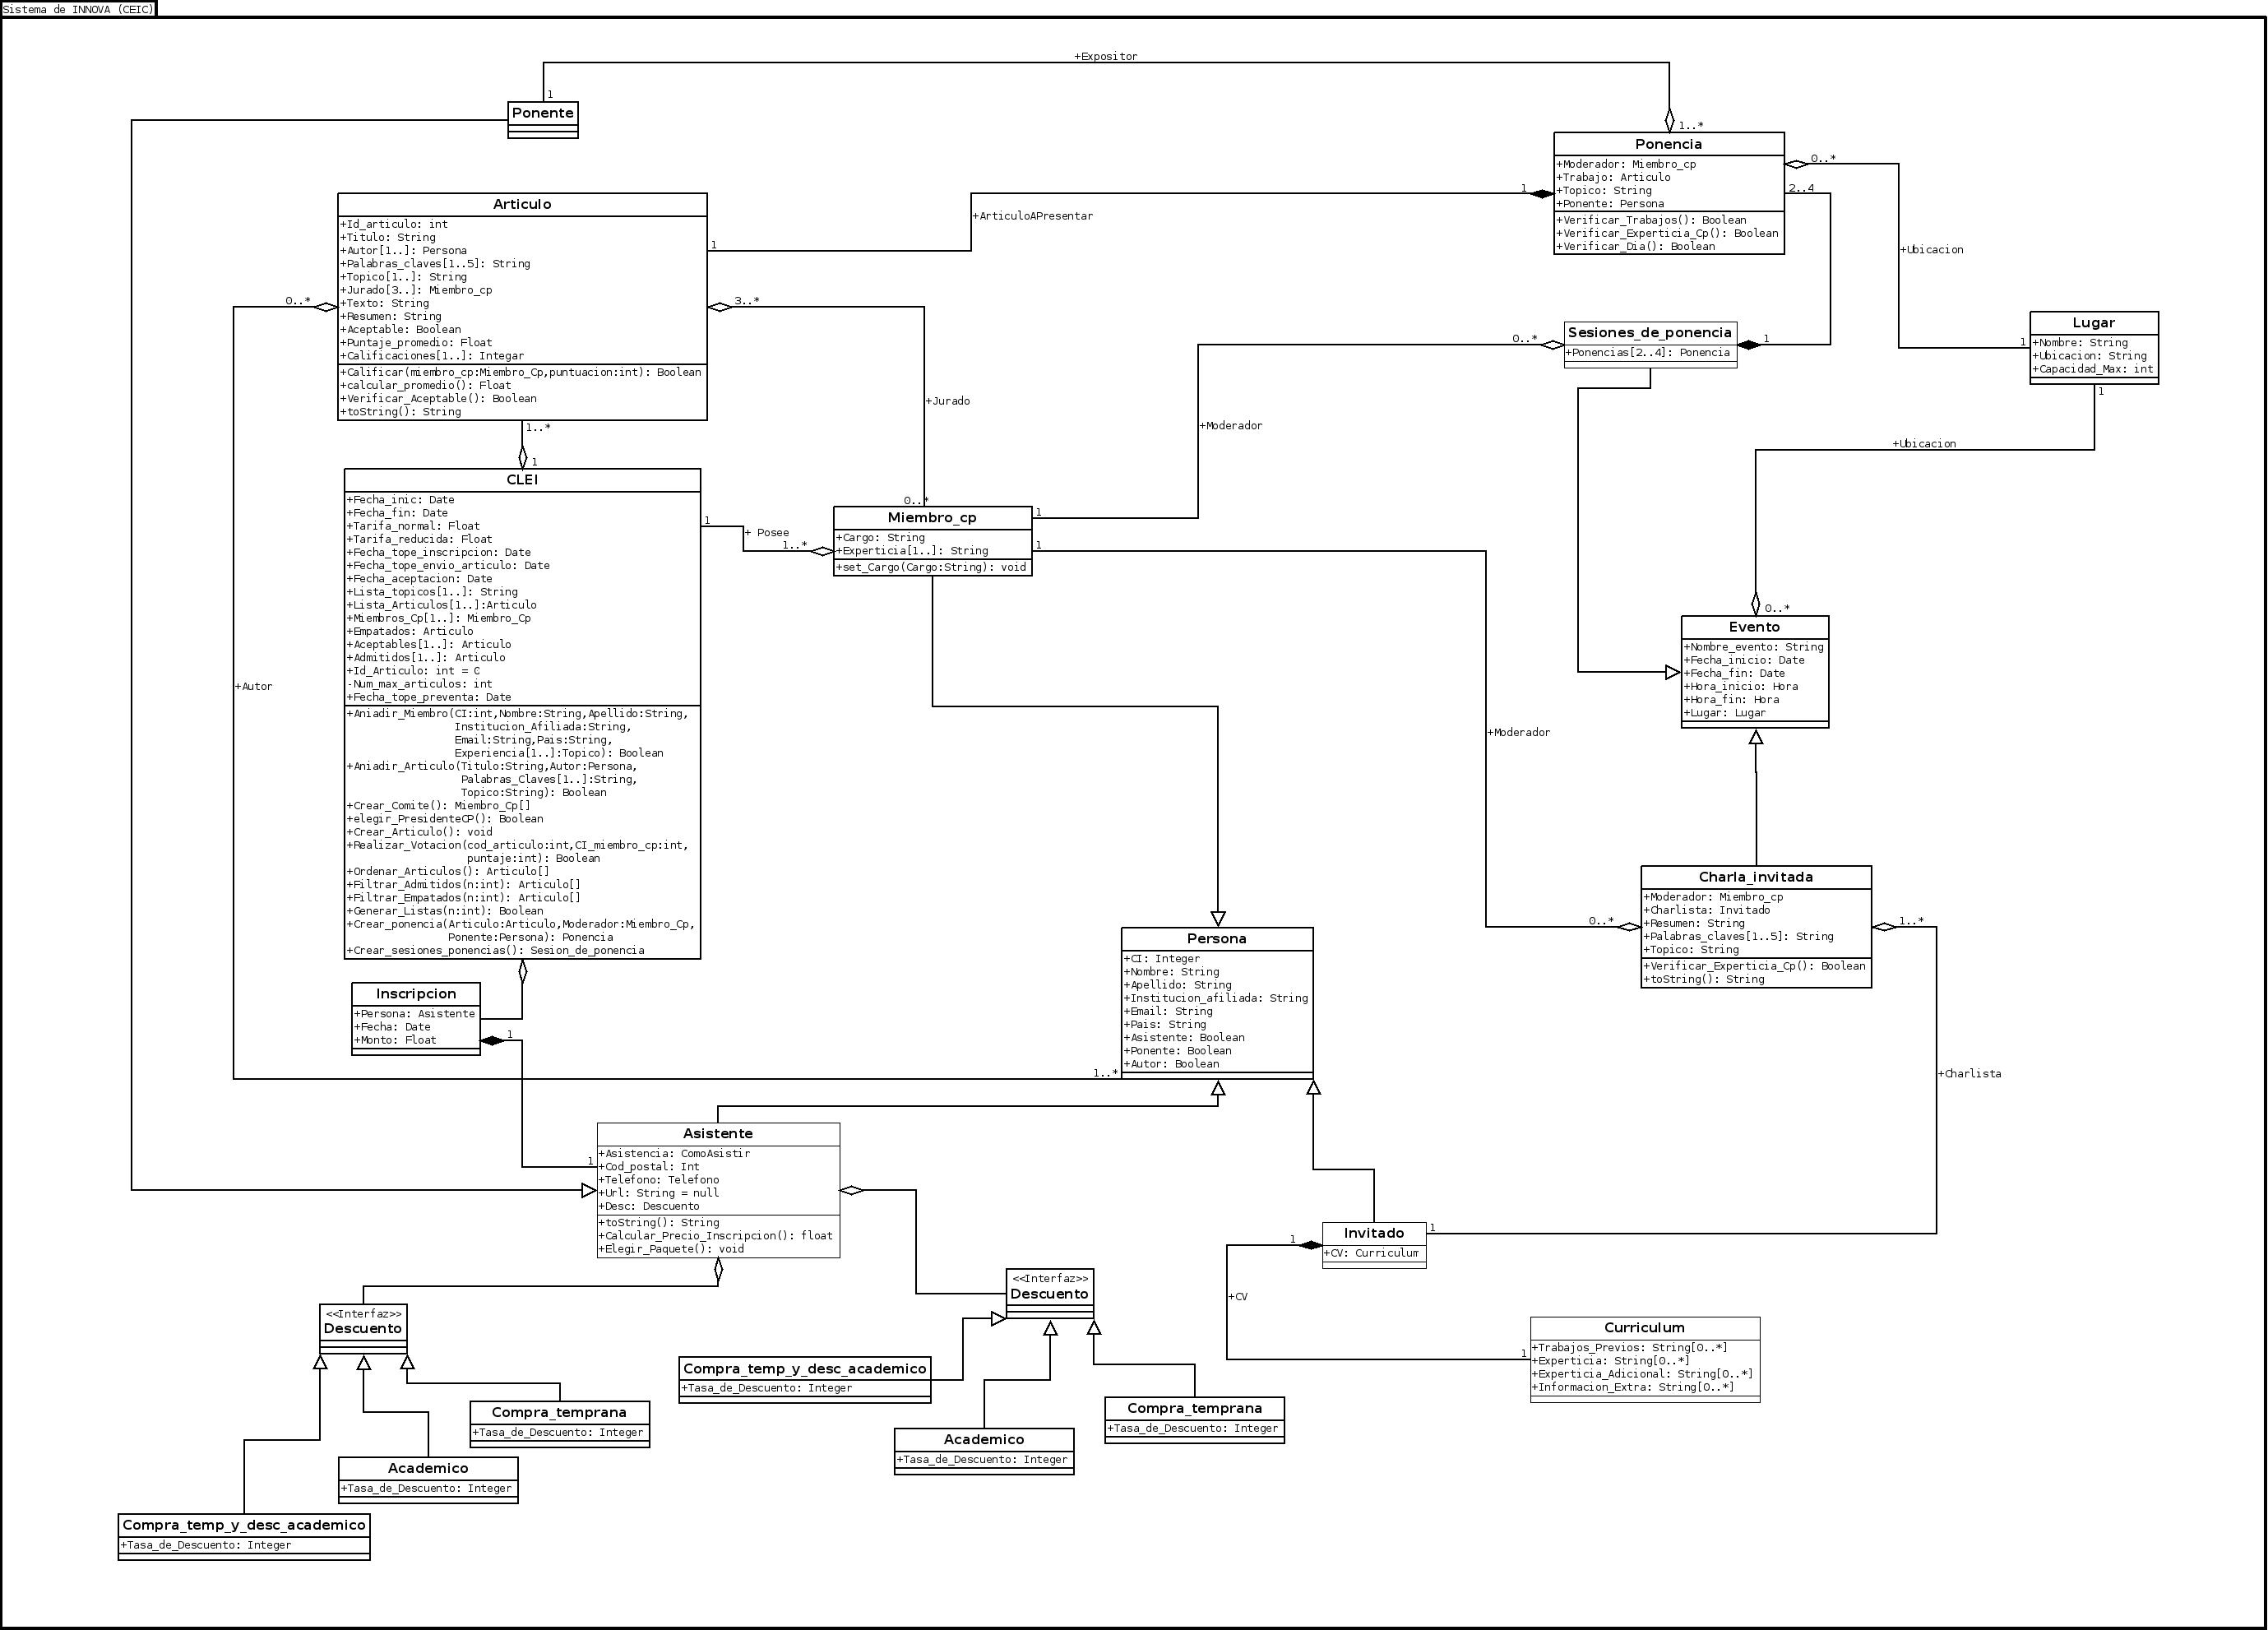 Sistema de INNOVA (CEIC)
+Expositor
1
Ponente
1..*
Ponencia
+Moderador: Miembro_cp
+Trabajo: Articulo
+Topico: String
+Ponente: Persona
+Verificar_Trabajos(): Boolean
+Verificar_Experticia_Cp(): Boolean
+Verificar_Dia(): Boolean
0..*
2..4
1
+Ubicacion
1
+ArticuloAPresentar
1
Articulo
+Id_articulo: int
+Titulo: String
+Autor[1..]: Persona
+Palabras_claves[1..5]: String
+Topico[1..]: String
+Jurado[3..]: Miembro_cp
+Texto: String
+Resumen: String
+Aceptable: Boolean
+Puntaje_promedio: Float
+Calificaciones[1..]: Integar
+Calificar(miembro_cp:Miembro_Cp,puntuacion:int): Boolean
+calcular_promedio(): Float
+Verificar_Aceptable(): Boolean
+toString(): String
0..*
3..*
+Jurado
0..*
1..*
1
Sesiones_de_ponencia
+Ponencias[2..4]: Ponencia
0..*
1
+Moderador
1
Lugar
+Nombre: String
+Ubicacion: String
+Capacidad_Max: int
1
+Ubicacion
0..*
CLEI
+Fecha_inic: Date
+Fecha_fin: Date
+Tarifa_normal: Float
+Tarifa_reducida: Float
+Fecha_tope_inscripcion: Date
+Fecha_tope_envio_articulo: Date
+Fecha_aceptacion: Date
+Lista_topicos[1..]: String
+Lista_Articulos[1..]:Articulo
+Miembros_Cp[1..]: Miembro_Cp
+Empatados: Articulo
+Aceptables[1..]: Articulo
+Admitidos[1..]: Articulo
+Id_Articulo: int = 0
-Num_max_articulos: int
+Fecha_tope_preventa: Date
+Aniadir_Miembro(CI:int,Nombre:String,Apellido:String,
Institucion_Afiliada:String,
Email:String,Pais:String,
Experiencia[1..]:Topico): Boolean
+Aniadir_Articulo(Titulo:String,Autor:Persona,
Palabras_Claves[1..]:String,
Topico:String): Boolean
+Crear_Comite(): Miembro_Cp[]
+elegir_PresidenteCP(): Boolean
+Crear_Articulo(): void
+Realizar_Votacion(cod_articulo:int,CI_miembro_cp:int,
puntaje:int): Boolean
+Ordenar_Articulos(): Articulo[]
+Filtrar_Admitidos(n:int): Articulo[]
+Filtrar_Empatados(n:int): Articulo[]
+Generar_Listas(n:int): Boolean
+Crear_ponencia(Articulo:Articulo,Moderador:Miembro_Cp,
Ponente:Persona): Ponencia
+Crear_sesiones_ponencias(): Sesion_de_ponencia
1
+ Posee
1..*
Miembro_cp
+Cargo: String
+Experticia[1..]: String
+set_Cargo(Cargo:String): void
1
+Moderador
0..*
Evento
+Nombre_evento: String
+Fecha_inicio: Date
+Fecha_fin: Date
+Hora_inicio: Hora
+Hora_fin: Hora
+Lugar: Lugar
+Autor
Charla_invitada
+Moderador: Miembro_cp
+Charlista: Invitado
+Resumen: String
+Palabras_claves[1..5]: String
+Topico: String
+Verificar_Experticia_Cp(): Boolean
+toString(): String
1..*
+Charlista
1
Persona
+CI: Integer
+Nombre: String
+Apellido: String
+Institucion_afiliada: String
+Email: String
+Pais: String
+Asistente: Boolean
+Ponente: Boolean
+Autor: Boolean
1..*
Inscripcion
+Persona: Asistente
+Fecha: Date
+Monto: Float
1
1
Asistente
+Asistencia: ComoAsistir
+Cod_postal: Int
+Telefono: Telefono
+Url: String = null
+Desc: Descuento
+toString(): String
+Calcular_Precio_Inscripcion(): float
+Elegir_Paquete(): void
Invitado
+CV: Curriculum
1
+CV
1
Curriculum
+Trabajos_Previos: String[0..*]
+Experticia: String[0..*]
+Experticia_Adicional: String[0..*]
+Informacion_Extra: String[0..*]
<<Interfaz>>
Descuento
Compra_temp_y_desc_academico
+Tasa_de_Descuento: Integer
Academico
+Tasa_de_Descuento: Integer
Compra_temprana
+Tasa_de_Descuento: Integer
<<Interfaz>>
Descuento
Compra_temprana
+Tasa_de_Descuento: Integer
Academico
+Tasa_de_Descuento: Integer
Compra_temp_y_desc_academico
+Tasa_de_Descuento: Integer